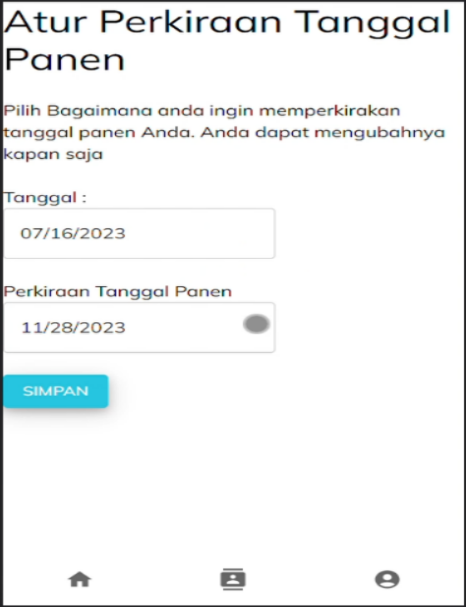 Atur Perkiraan Tanggal
Panen
Pilih Bagaimana anda ingin memperkirakan
tanggal panen Anda. Anda dapat mengubahnya
kapan saja
Tanggal :
07/16/2023
Perkiraan Tanggal Panen
11/28/2023
SIMPAN